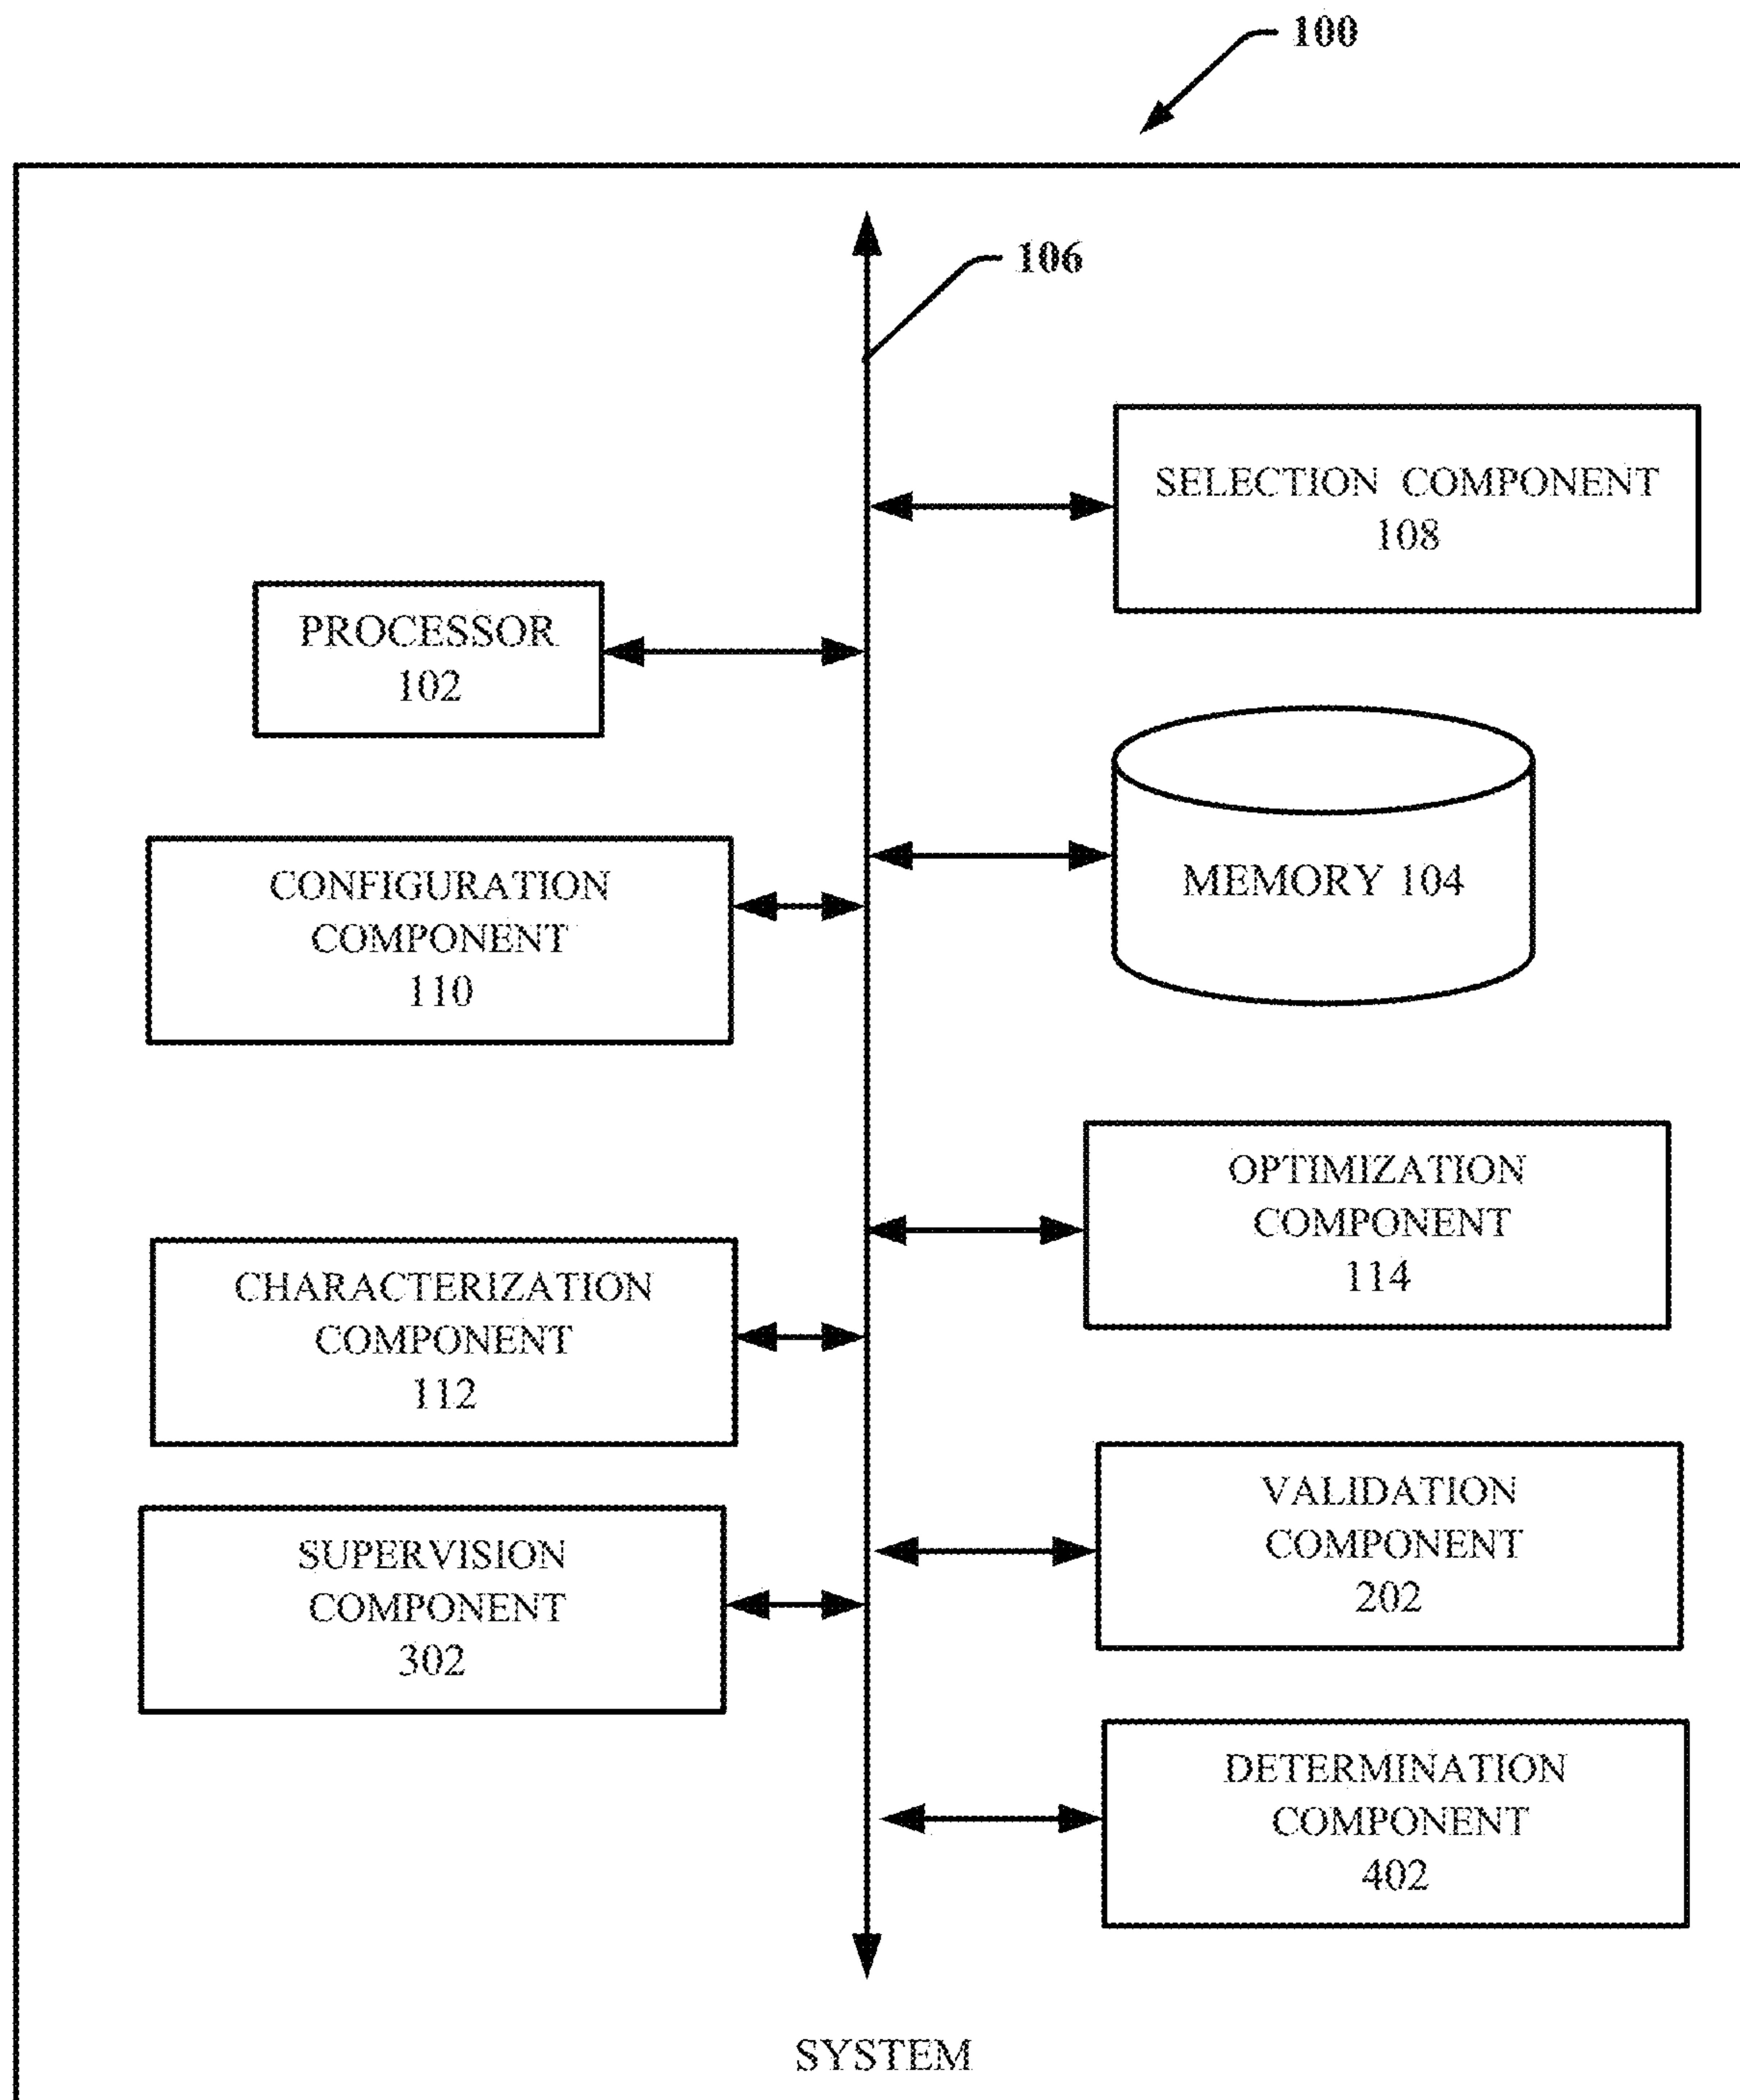 100
106
SELECTION COMPONENT
108
PROCESSOR
102
MEMORY 104
CONFIGURATION
COMPONENT
110
OPTIMIZATION
COMPONENT
114
CHARACTERIZATION
COMPONENT
112
VALIDATION
COMPONENT
202
SUPERVISION
COMPONENT
302
DETERMINATION
COMPONENT
402
SYSTEM